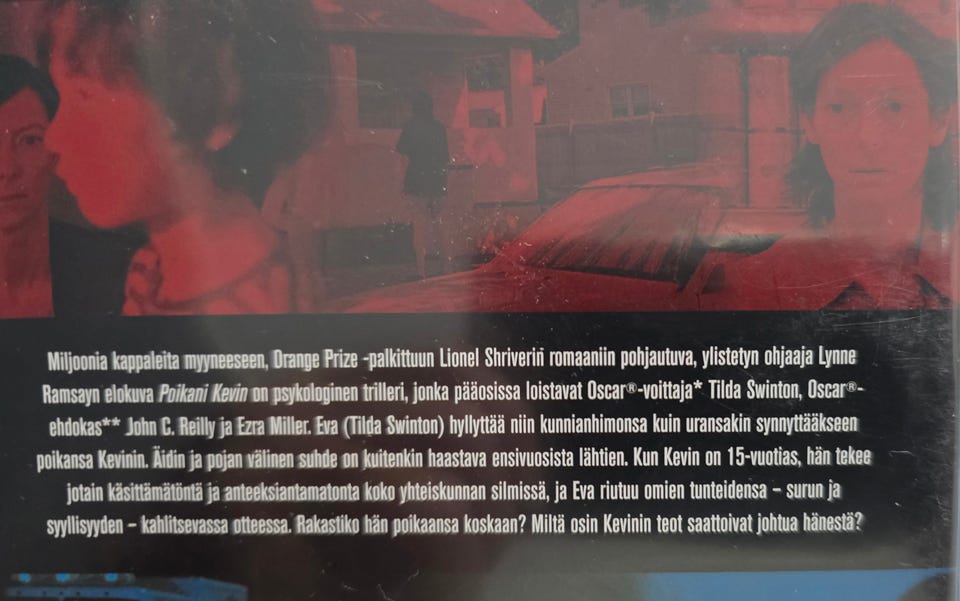 Miljoonia kappaleita myyneeseen, Orange Prize -palkittuun Lionel Shriverin romaaniin pohjautuva, ylistetyn ohjaaja Lynne
Ramsayn elokuva Poikani Kevin on psykologinen trilleri, jonka pääosissa loistavat Oscar®-voittaja* Tilda Swinton, Oscar®-
ehdokas** John C. Reilly ja Ezra Miller. Eva (Tilda Swinton) hyllyttää niin kunnianhimonsa kuin uransakin synnyttääkseen
poikansa Kevinin. Äidin ja pojan välinen suhde on kuitenkin haastava ensivuosista lähtien. Kun Kevin on 15-vuotias, hän tekee
jotain käsittämätöntä ja anteeksiantamatonta koko yhteiskunnan silmissä, ja Eva riutuu omien tunteidensa – surun ja
syyllisyyden – kahlitsevassa otteessa. Rakastiko hän poikaansa koskaan? Miltä osin Kevinin teot saattoivat johtua hänestä?